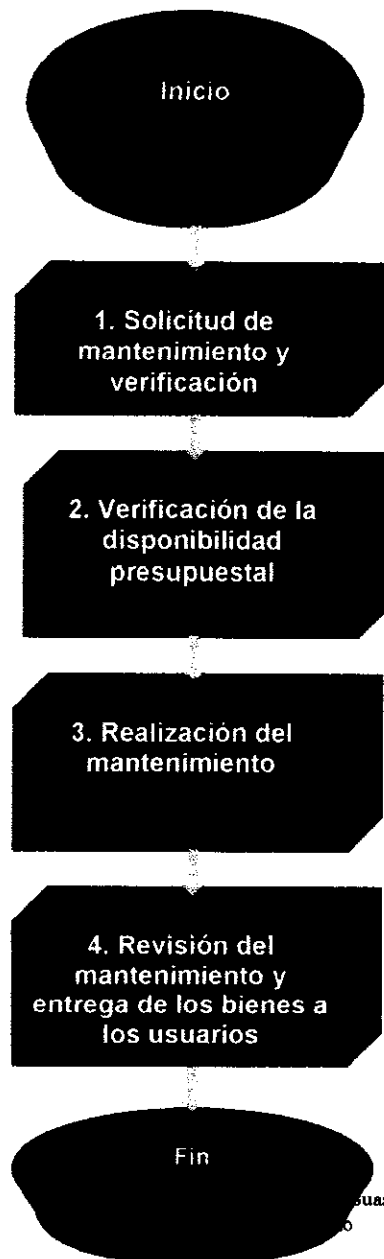 Inicio
1. Solicitud de
mantenimiento y
verificación
2. Verificación de la
disponibilidad
presupuestal
3. Realización del
mantenimiento
4. Revisión del
mantenimiento y
entrega de los bienes a
los usuarios
Fin